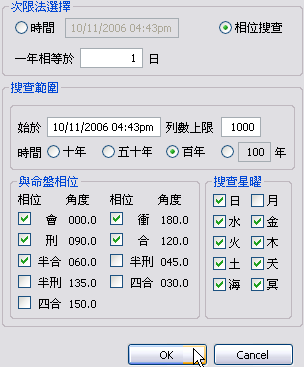 次限法選擇
時間 10/11/2006 04:43pm 相位搜查
一年相等於 1 日
搜查範圍
始於 10/11/2006 04:43pm 列數上限 1000
時間 十年 五十年 百年 100 年
與命盤相位
相位 角度 相位 角度
會 000.0 衝 180.0
刑 090.0 合 120.0
半合 060.0 半刑 045.0
半刑 135.0 四合 030.0
四合 150.0
搜查星曜
日 月
水 金
火 木
土 天
海 冥
OK Cancel